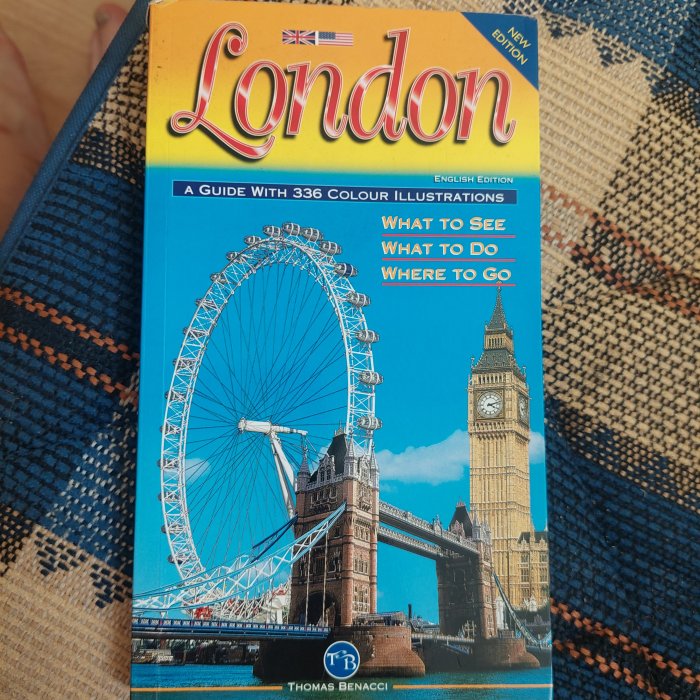 NEW
EDITION
London
ENGLISH EDITION
A GUIDE WITH 336 COLOUR ILLUSTRATIONS
WHAT TO SEE
WHAT TO DO
WHERE TO GO
TB
THOMAS BENACCI